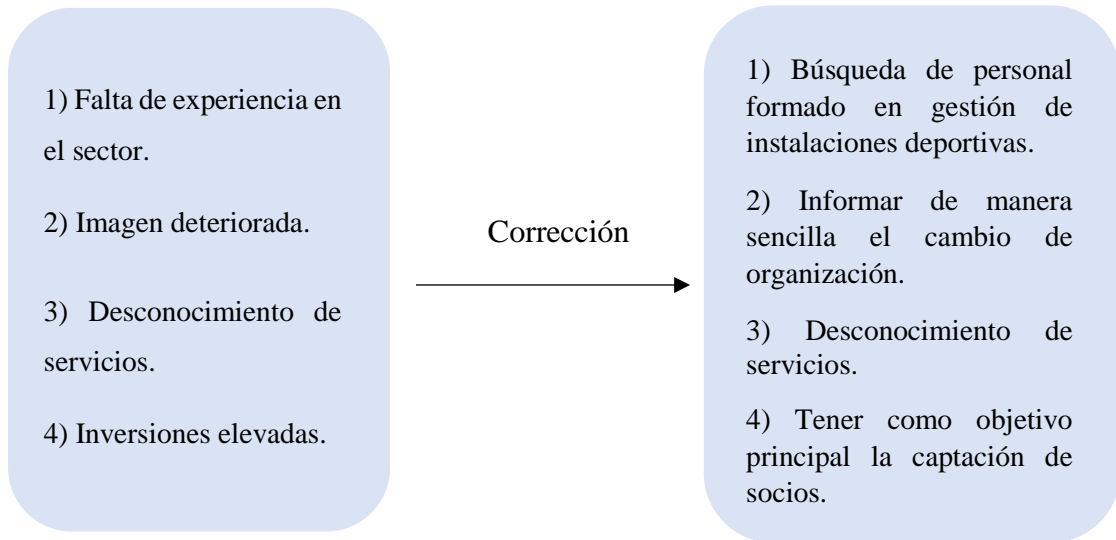 1) Falta de experiencia en
el sector.
2) Imagen deteriorada.
3) Desconocimiento de
servicios.
4) Inversiones elevadas.
Corrección
1) Búsqueda de personal
formado en gestión de
instalaciones deportivas.
2) Informar de manera
sencilla el cambio de
organización.
3) Desconocimiento de
servicios.
4) Tener como objetivo
principal la captación de
socios.